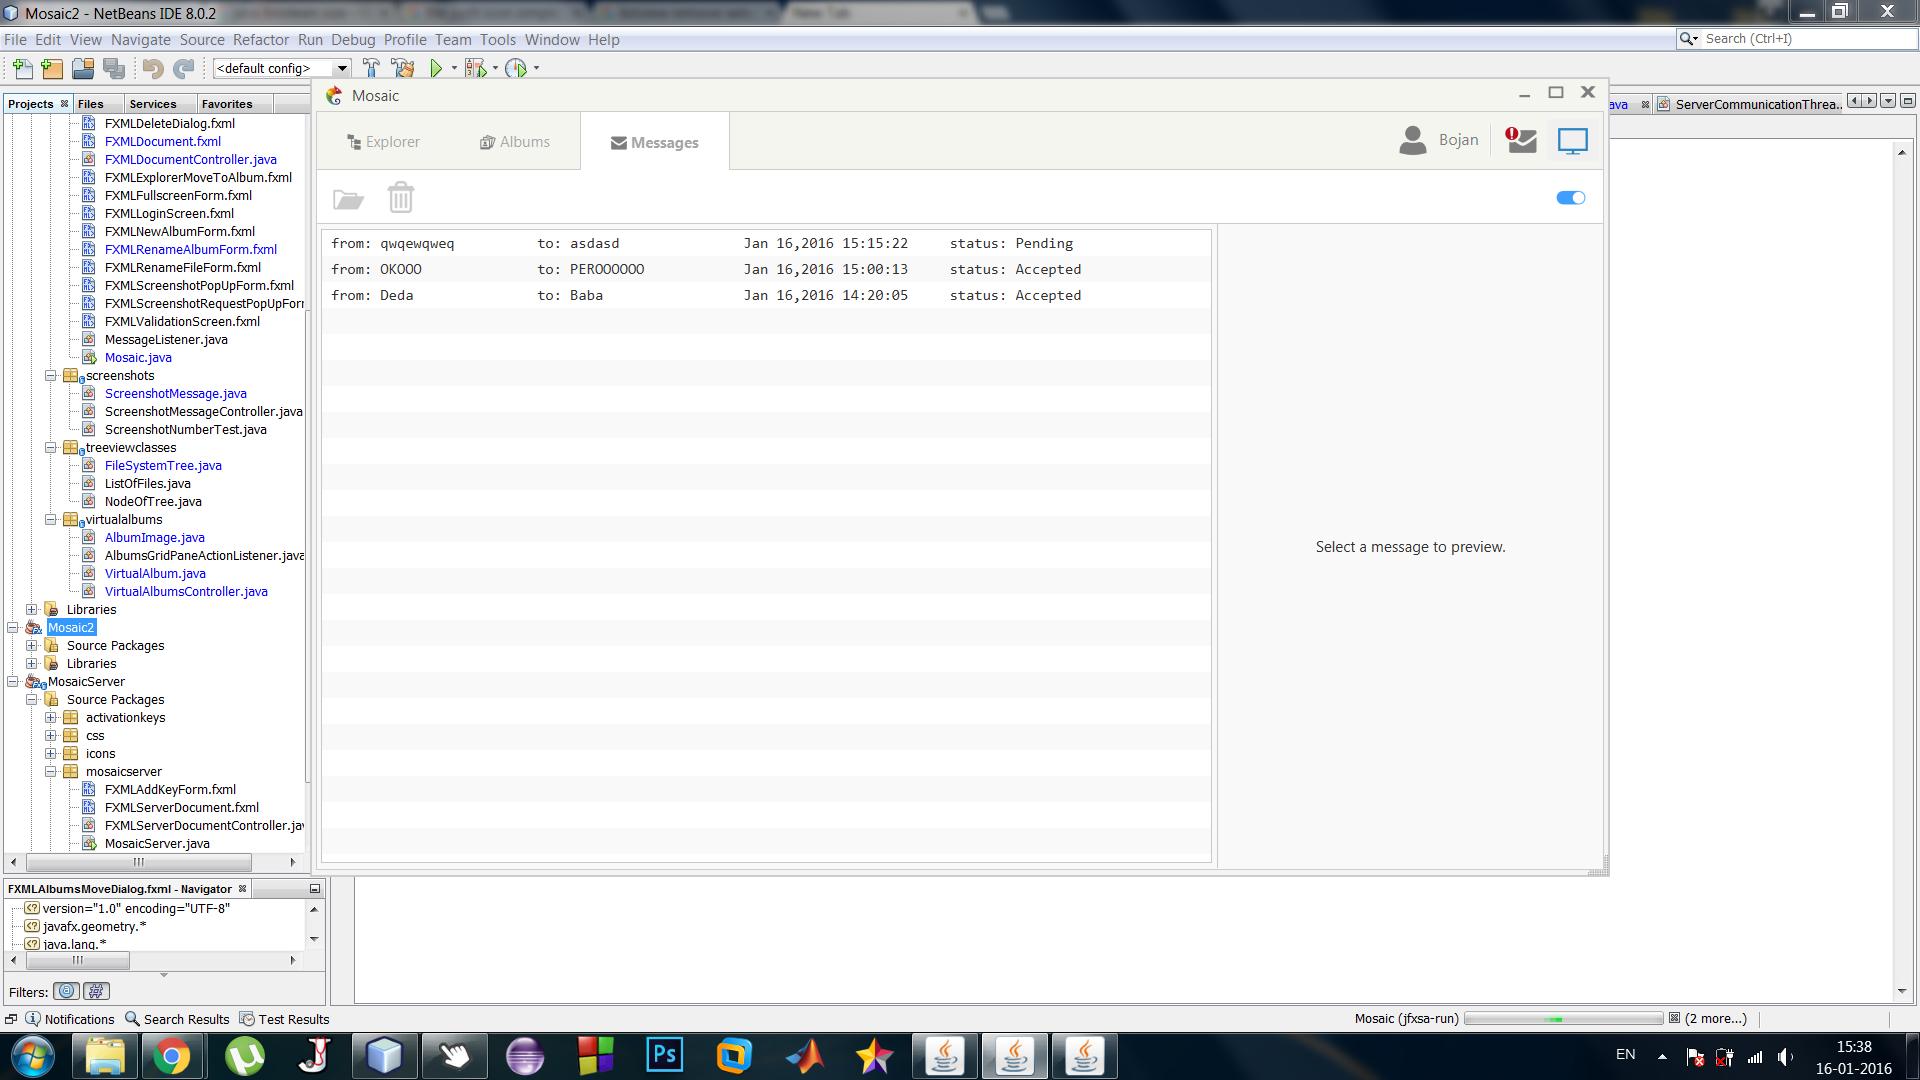 Mosaic2 - NetBeans IDE 8.0.2
File Edit View Navigate Source Refactor Run Debug Profile Team Tools Window Help
Search (Ctrl+I)
<default config>
Projects Files Services Favorites
FXMLDeleteDialog.fxml
FXMLDocument.fxml
FXMLDocumentController.java
FXMLExplorerMoveToAlbum.fxml
FXMLFullscreenForm.fxml
FXMLLoginScreen.fxml
FXMLNewAlbumForm.fxml
FXMLRenameAlbumForm.fxml
FXMLRenameFileForm.fxml
FXMLScreenshotPopUpForm.fxml
FXMLScreenshotRequestPopUpForr
FXMLValidationScreen.fxml
MessageListener.java
Mosaic.java
screenshots
ScreenshotMessage.java
ScreenshotMessageController.java
ScreenshotNumberTest.java
treeviewclasses
FileSystemTree.java
ListOfFiles.java
NodeOfTree.java
virtualalbums
AlbumImage.java
AlbumsGridPaneActionListener.java
VirtualAlbum.java
VirtualAlbumsController.java
Libraries
Mosaic2
Source Packages
Libraries
MosaicServer
Source Packages
activationkeys
css
icons
mosaicserver
FXMLAddKeyForm.fxml
FXMLServerDocument.fxml
FXMLServerDocumentController.jav
MosaicServer.java
Mosaic
Explorer Albums Messages
Bojan
from: qwqewqweq to: asdasd Jan 16,2016 15:15:22 status: Pending
from: OKOOO to: PEROOOOOO Jan 16,2016 15:00:13 status: Accepted
from: Deda to: Baba Jan 16,2016 14:20:05 status: Accepted
Select a message to preview.
ava ServerCommunicationThrea...
FXMLAlbumsMoveDialog.fxml - Navigator
version="1.0" encoding="UTF-8"
javafx.geometry.*
java.lang.*
Filters:
Notifications Search Results Test Results
Mosaic (jfxsa-run) (2 more...)
Ps
EN
15:38
16-01-2016